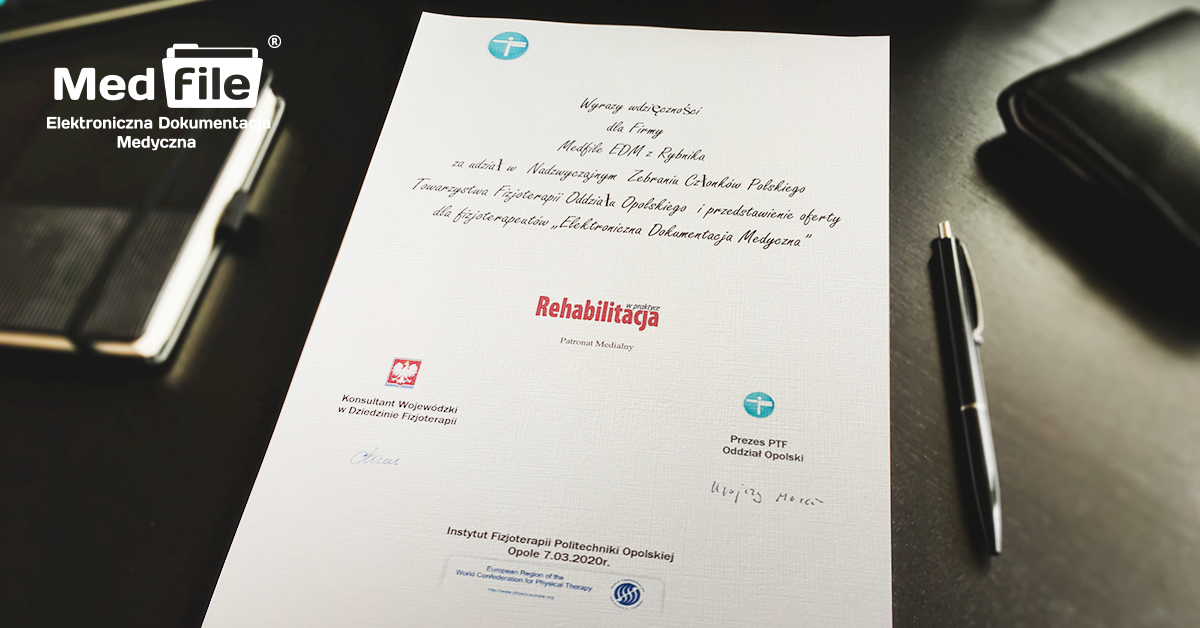 Med file ®
Elektroniczna Dokumentacja
Medyczna
Wyrazy wdzięczności
dla Firmy
Medfile EDM z Rybnika
za udział w Nadzwyczajnym Zebraniu Członków Polskiego
Towarzystwa Fizjoterapii Oddziału Opolskiego i przedstawienie oferty
dla fizjoterapeutów „Elektroniczna Dokumentacja Medyczna”
w praktyce
Rehabilitacja
Patronat Medialny
Konsultant Wojewódzki
w Dziedzinie Fizjoterapii
Prezes PTF
Oddział Opolski
Instytut Fizjoterapii Politechniki Opolskiej
Opole 7.03.2020r.
European Region of the
World Confederation for Physical Therapy